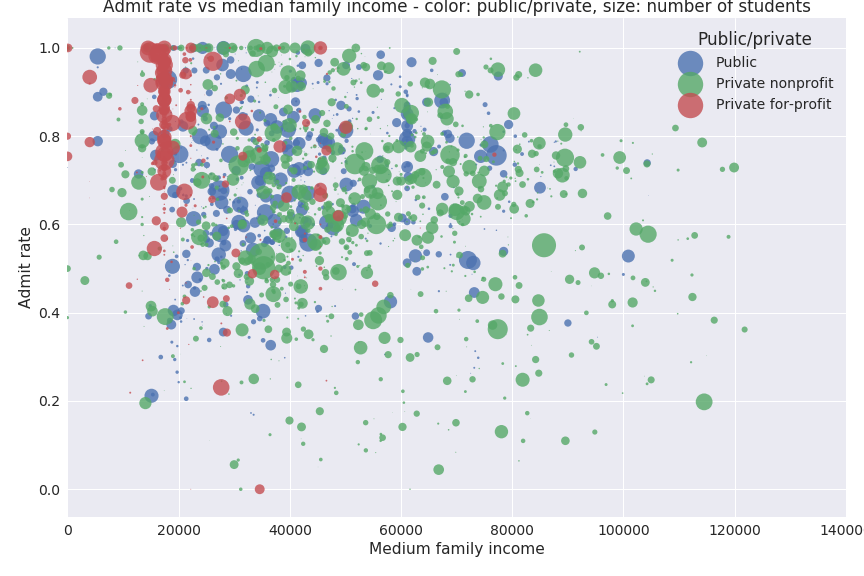 Admit rate vs median family income - color: public/private, size: number of students
Public/private
Public
Private nonprofit
Private for-profit
1.0
0.8
0.6
0.4
0.2
0.0
Admit rate
0 20000 40000 60000 80000 100000 120000 14000
Medium family income